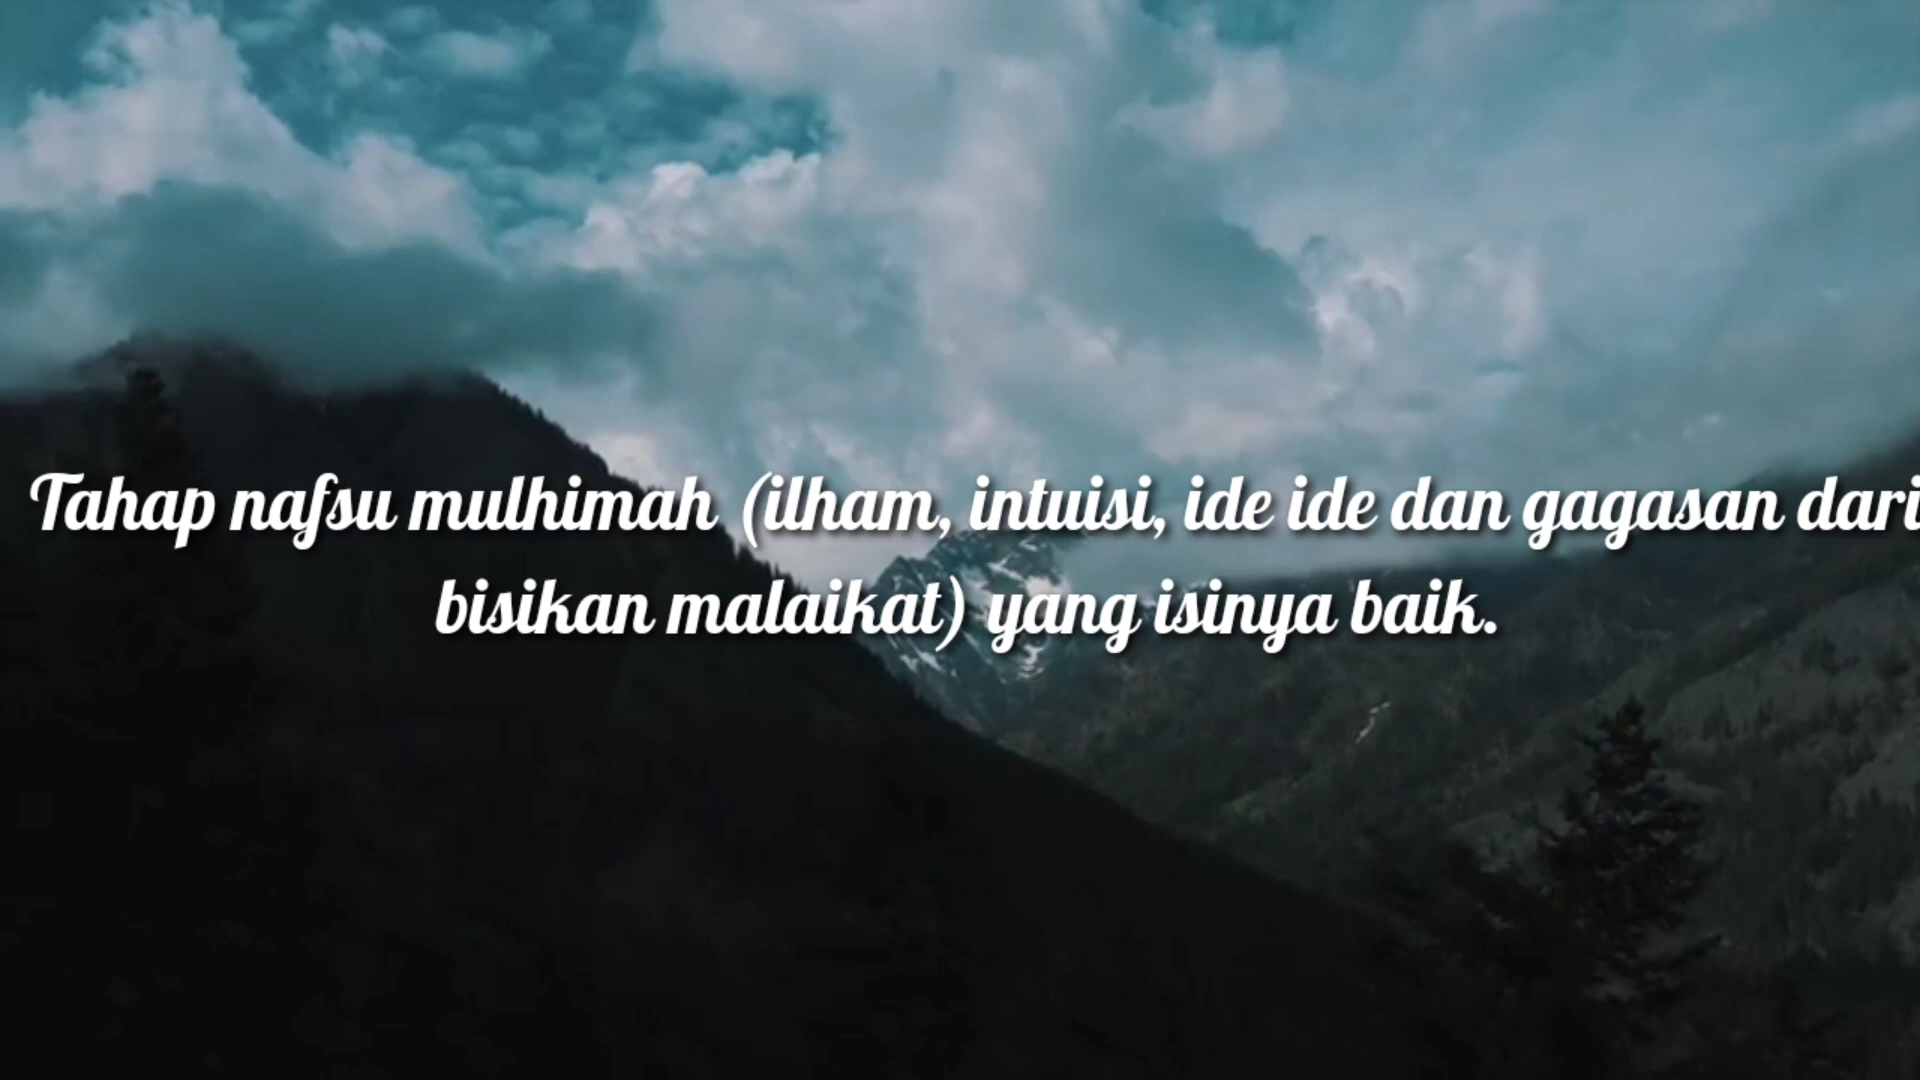 Tahap nafsu mulhimah (ilham, intuisi, ide ide dan gagasan dari
bisikan malaikat) yang isinya baik.